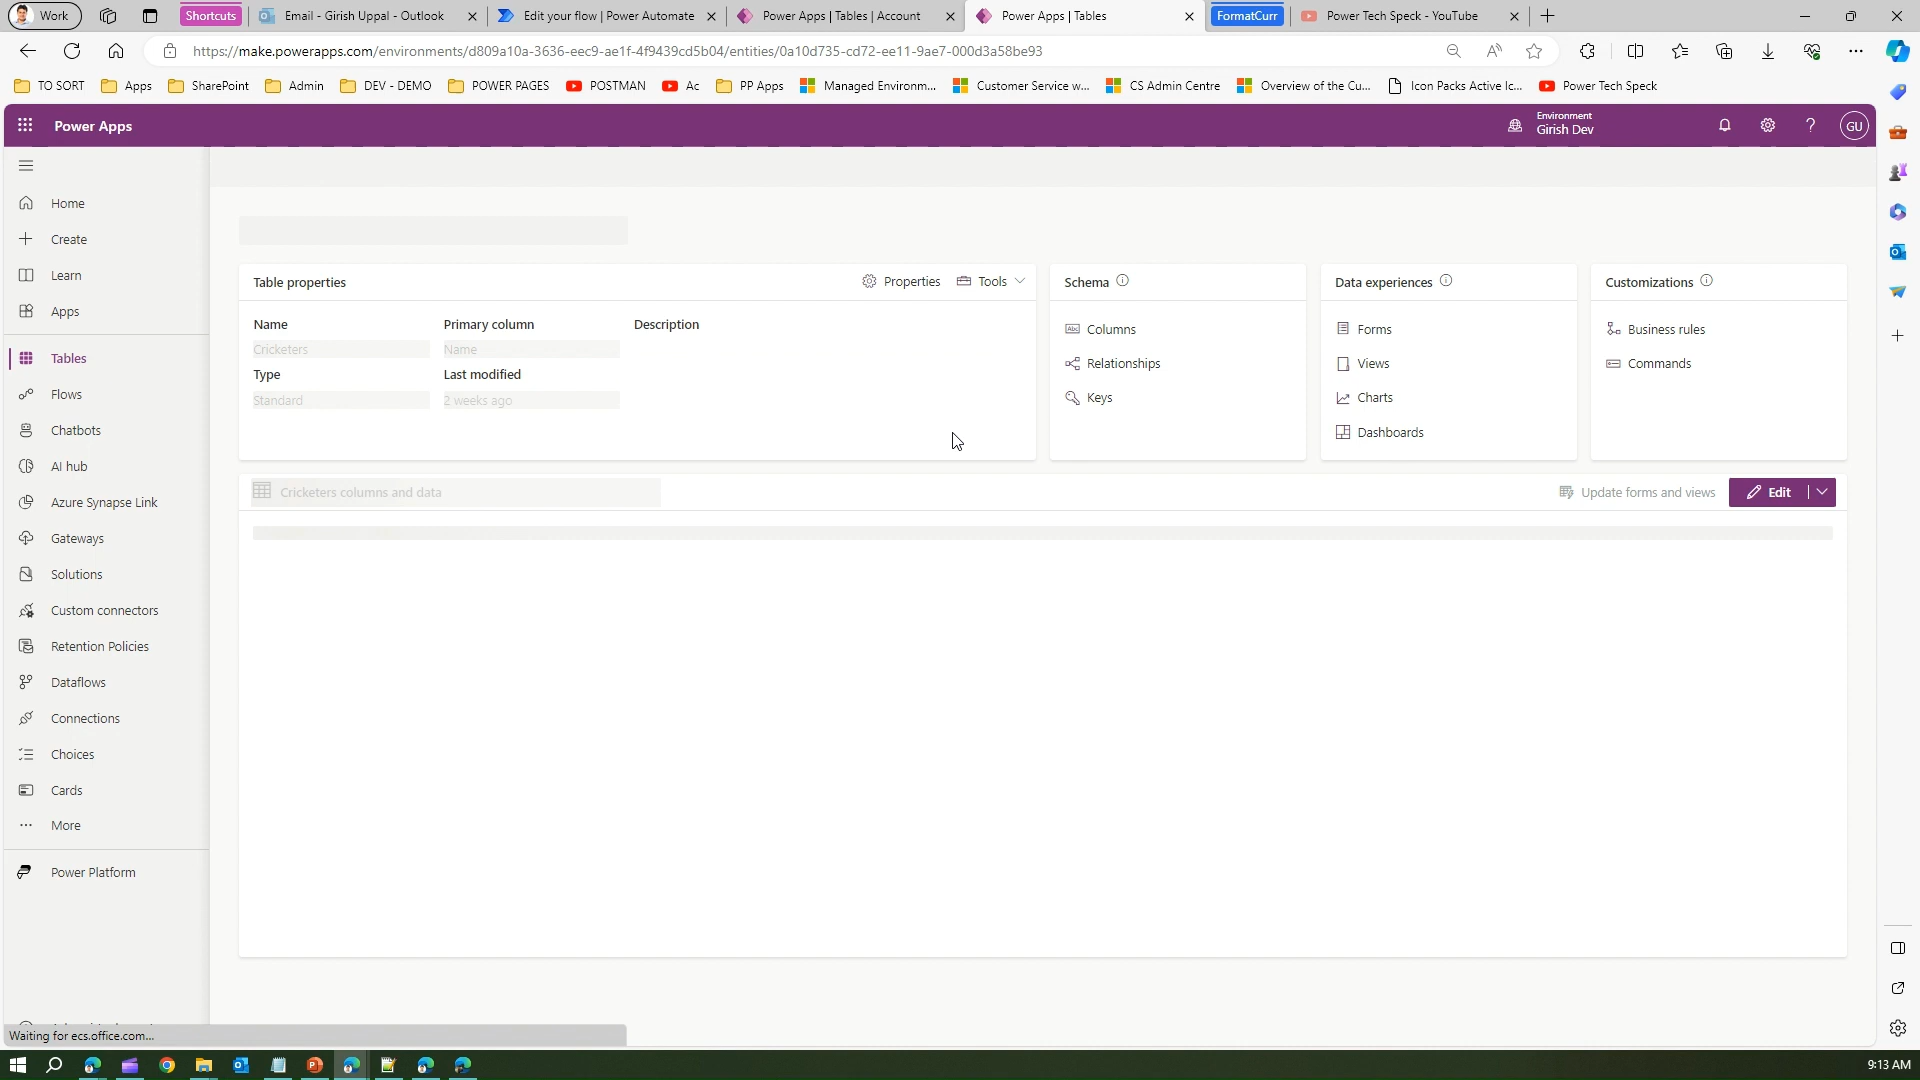 Work
Shortcuts
Email - Girish Uppal - Outlook
Edit your flow | Power Automate
Power Apps | Tables | Account
Power Apps | Tables
FormatCurr
Power Tech Speck - YouTube
https://make.powerapps.com/environments/d809a10a-3636-eec9-ae1f-4f9439cd5b04/entities/0a10d735-cd72-ee11-9ae7-000d3a58be93
TO SORT
Apps
SharePoint
Admin
DEV - DEMO
POWER PAGES
POSTMAN
Ac
PP Apps
Managed Environm...
Customer Service w...
CS Admin Centre
Overview of the Cu...
Icon Packs Active Ic...
Power Tech Speck
Power Apps
Environment
Girish Dev
GU
Home
Create
Learn
Apps
Tables
Flows
Chatbots
AI hub
Azure Synapse Link
Gateways
Solutions
Custom connectors
Retention Policies
Dataflows
Connections
Choices
Cards
More
Power Platform
Table properties
Properties
Tools
Name
Primary column
Description
Cricketers
Name
Type
Last modified
Standard
2 weeks ago
Schema
Columns
Relationships
Keys
Data experiences
Forms
Views
Charts
Dashboards
Customizations
Business rules
Commands
Cricketers columns and data
Update forms and views
Edit
Waiting for ecs.office.com...
9:13 AM